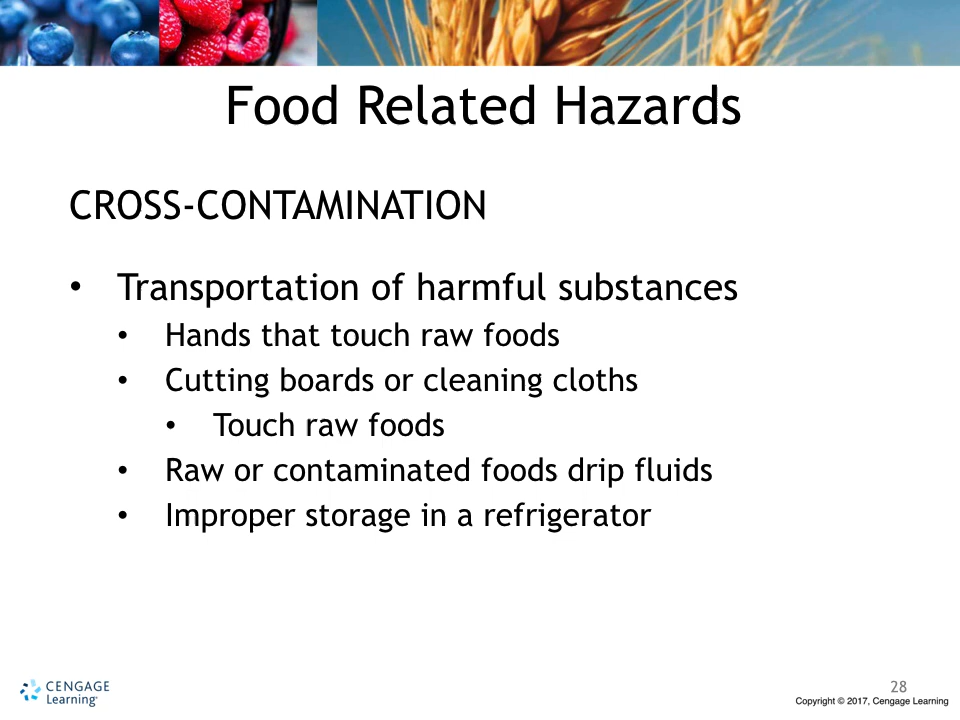 Food Related Hazards
CROSS-CONTAMINATION
• Transportation of harmful substances
• Hands that touch raw foods
• Cutting boards or cleaning cloths
• Touch raw foods
• Raw or contaminated foods drip fluids
• Improper storage in a refrigerator
CENGAGE
Learning
28
Copyright © 2017, Cengage Learning